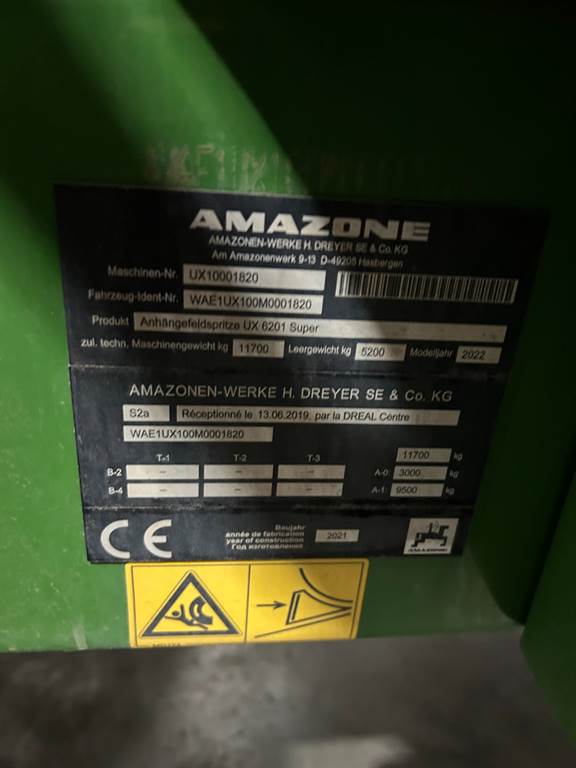 AMAZONE
AMAZONEN-WERKE H. DREYER SE & Co. KG
Am Amazonenwerk 9-13 D-49205 Hasbergen
Maschinen-Nr. UX10001820
Fahrzeug-Ident-Nr. WAE1UX100M0001820
Produkt Anhängefeldspritze UX 6201 Super
zul. techn. Maschinengewicht kg 11700 Leergewicht kg 5200 Modelljahr 2022
AMAZONEN-WERKE H. DREYER SE & Co. KG
S2a Réceptionné le 13.06.2019, par la DREAL Centre
WAE1UX100M0001820
11700 kg
T-1 T-2 T-3
B-2 – – – A-0: 3000 kg
B-4 – – – A-1: 9500 kg
CE
Baujahr
année de fabrication
year of construction
Год изготовления
2021
AMAZONE